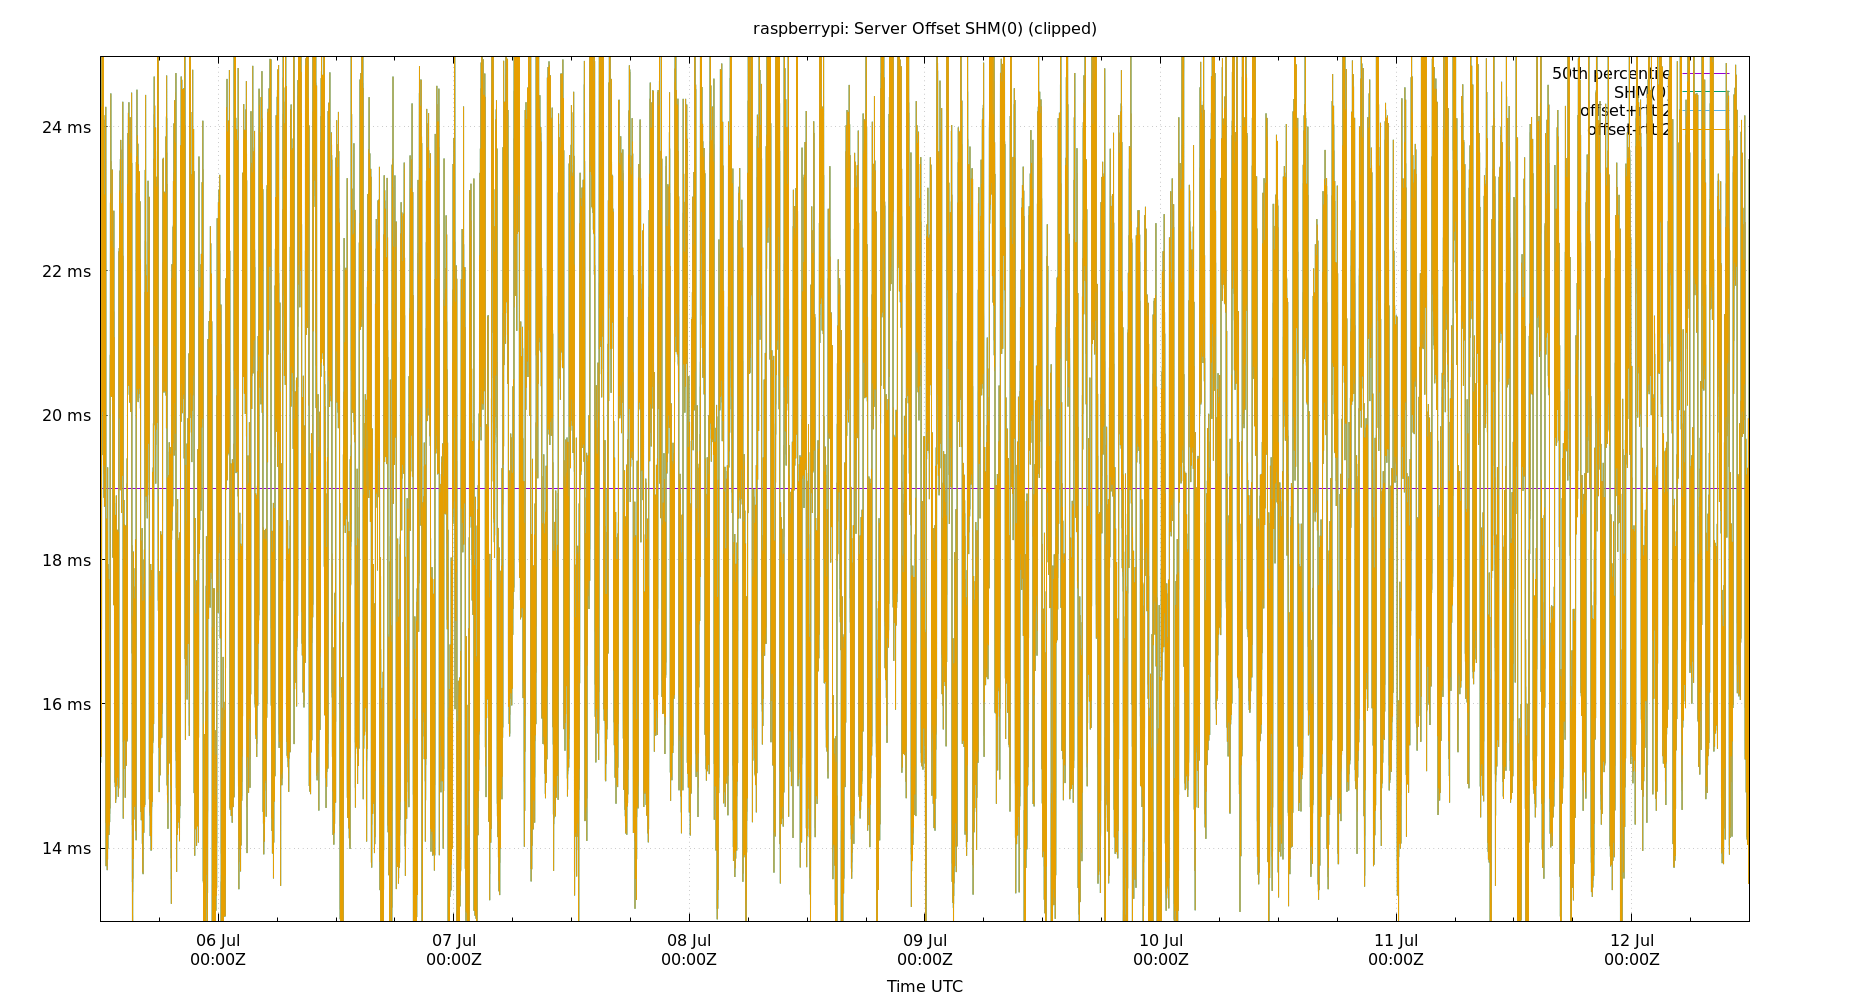 raspberrypi: Server Offset SHM(0) (clipped)
50th percentile
SHM(0)
offset+rtt/2
offset-rtt/2
24 ms
22 ms
20 ms
18 ms
16 ms
14 ms
06 Jul 07 Jul 08 Jul 09 Jul 10 Jul 11 Jul 12 Jul
00:00Z 00:00Z 00:00Z 00:00Z 00:00Z 00:00Z 00:00Z
Time UTC